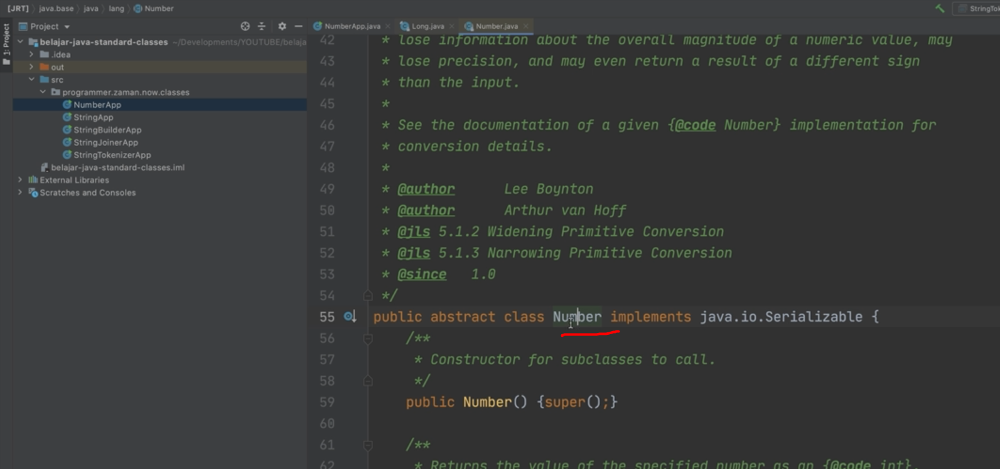 [JRT] java.base java lang Number
StringTok
1: Project
Project
NumberApp.java Long.java Number.java
belajar-java-standard-classes ~/Developments/YOUTUBE/belaja
.idea
out
src
programmer.zaman.now.classes
NumberApp
StringApp
StringBuilderApp
StringJoinerApp
StringTokenizerApp
belajar-java-standard-classes.iml
External Libraries
Scratches and Consoles
42 * lose information about the overall magnitude of a numeric value, may
43 * lose precision, and may even return a result of a different sign
44 * than the input.
45 *
46 * See the documentation of a given {@code Number} implementation for
47 * conversion details.
48 *
49 * @author Lee Boynton
50 * @author Arthur van Hoff
51 * @jls 5.1.2 Widening Primitive Conversion
52 * @jls 5.1.3 Narrowing Primitive Conversion
53 * @since 1.0
54 */
55 public abstract class Number implements java.io.Serializable {
56 /**
57 * Constructor for subclasses to call.
58 */
59 public Number() {super();}
60
61 /**
62 * Returns the value of the specified number as an {@code int}.